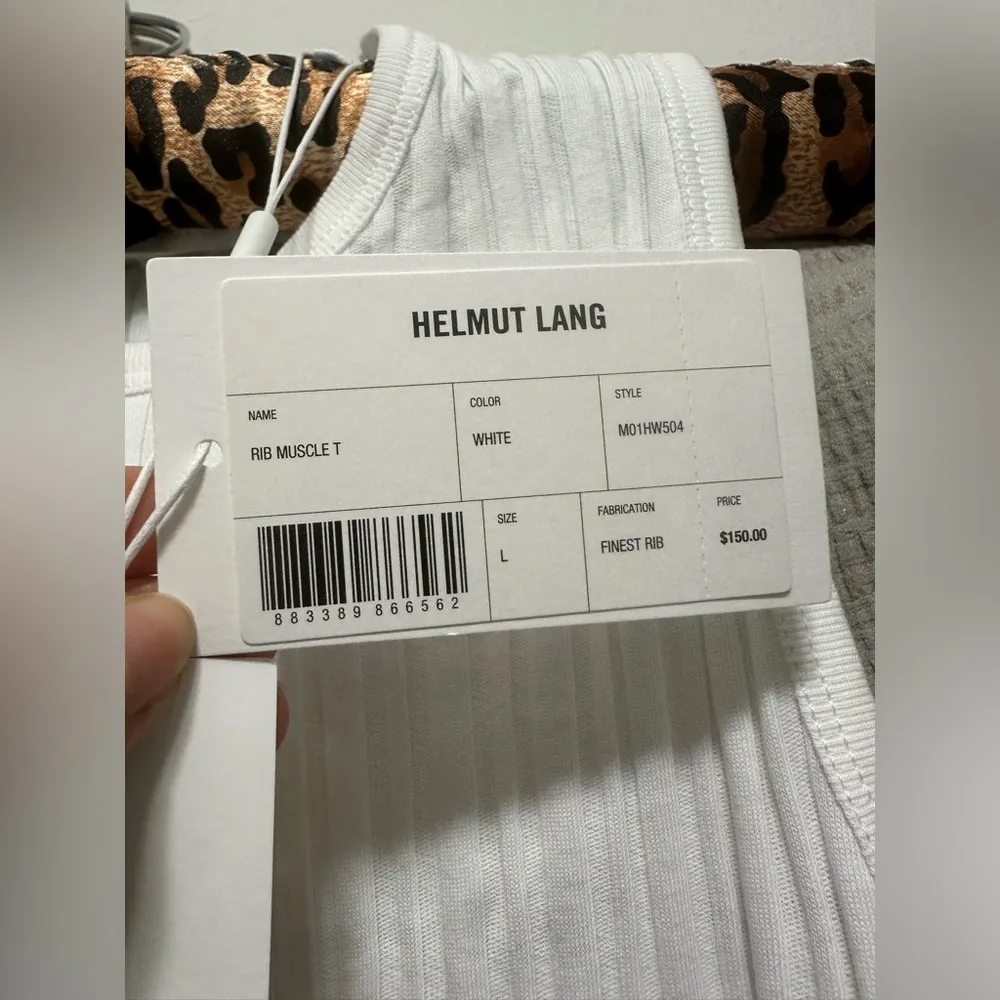 HELMUT LANG
NAME
RIB MUSCLE T
COLOR
WHITE
STYLE
M01HW504
883389 866562
SIZE
L
FABRICATION
FINEST RIB
PRICE
$150.00